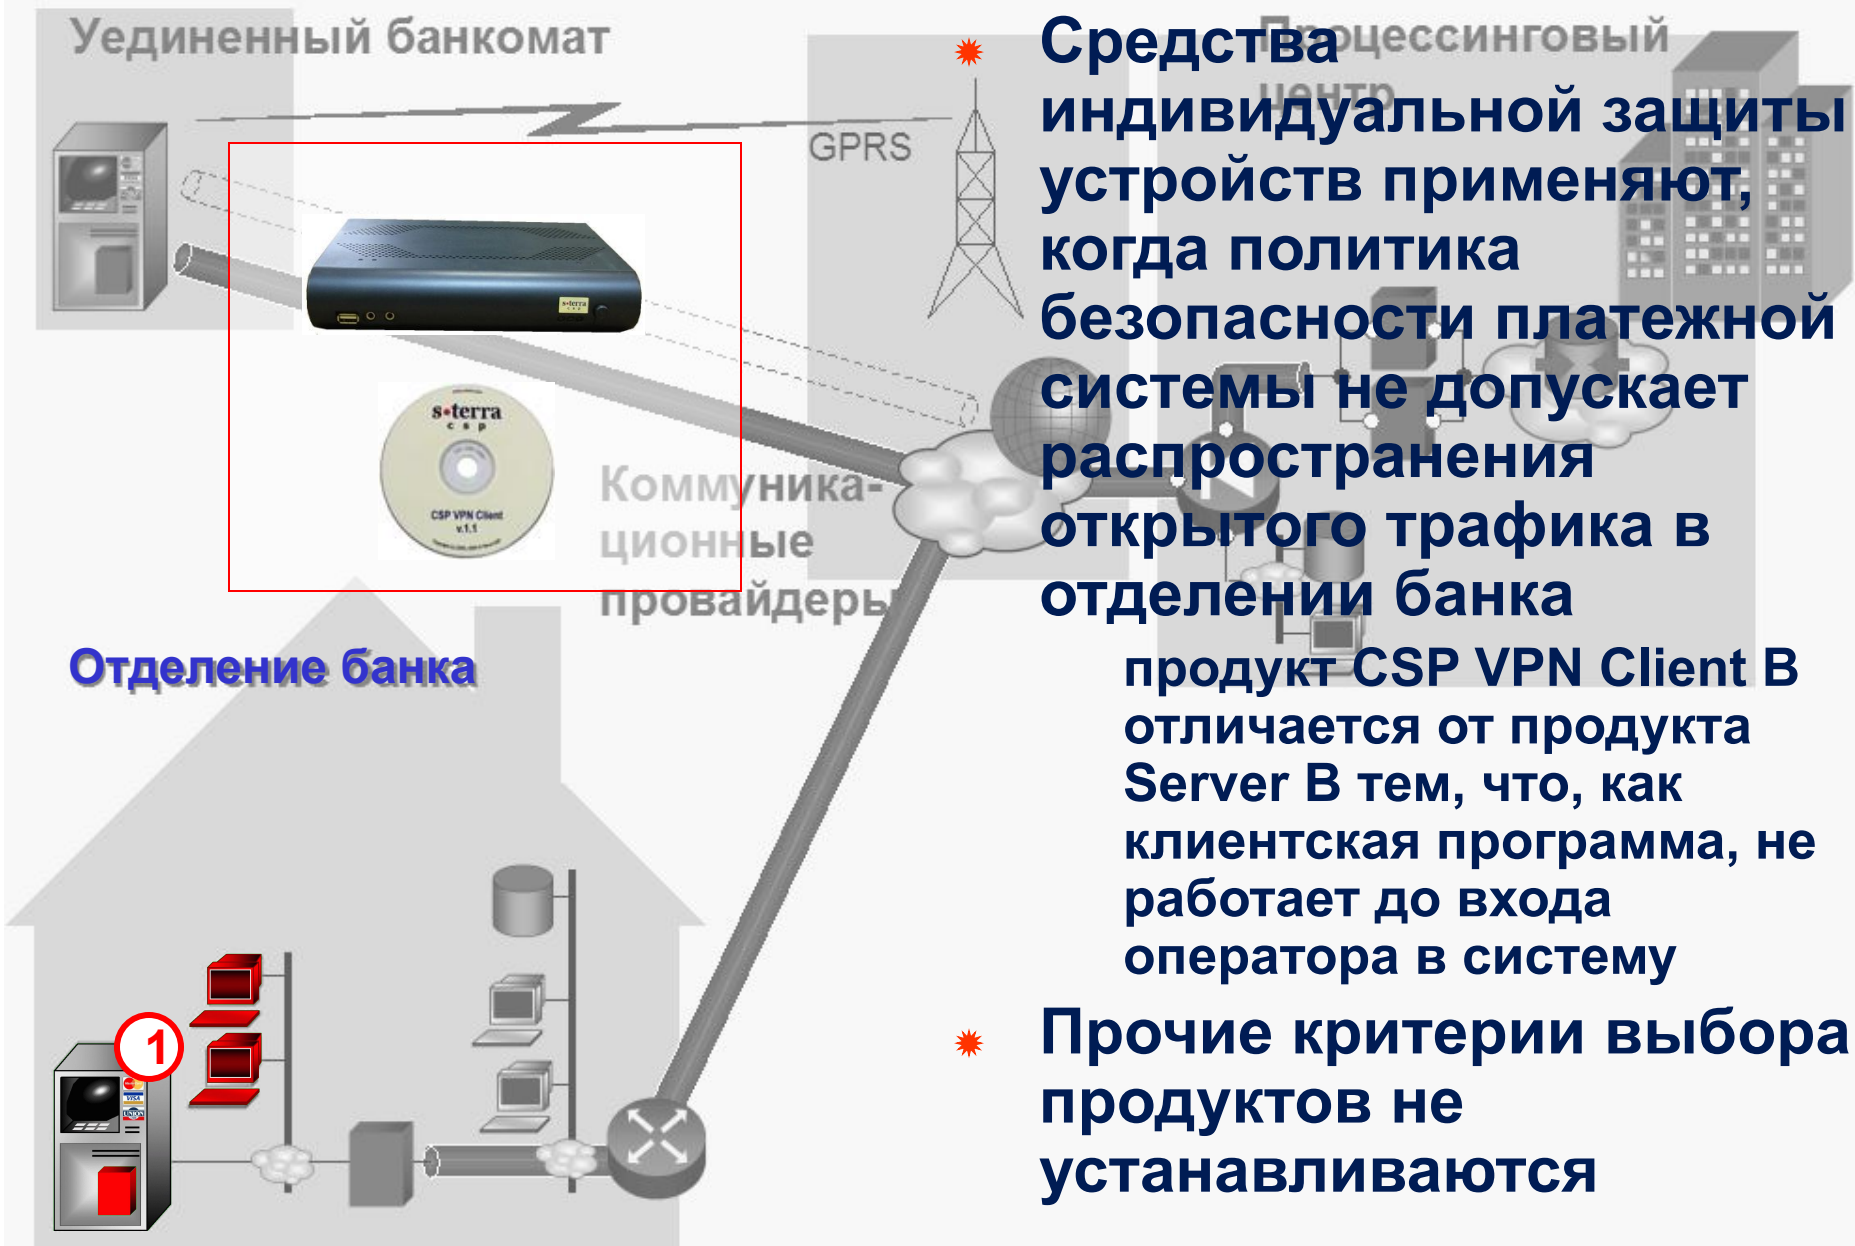 Уединенный банкомат
GPRS
Процессинговый
центр
s•terra
s•terra
csp
CSP VPN Client
v.1.1
Коммуника-
ционные
провайдеры
Отделение банка
1
VISA
Средства
индивидуальной защиты
устройств применяют,
когда политика
безопасности платежной
системы не допускает
распространения
открытого трафика в
отделении банка
продукт CSP VPN Client B
отличается от продукта
Server B тем, что, как
клиентская программа, не
работает до входа
оператора в систему
Прочие критерии выбора
продуктов не
устанавливаются